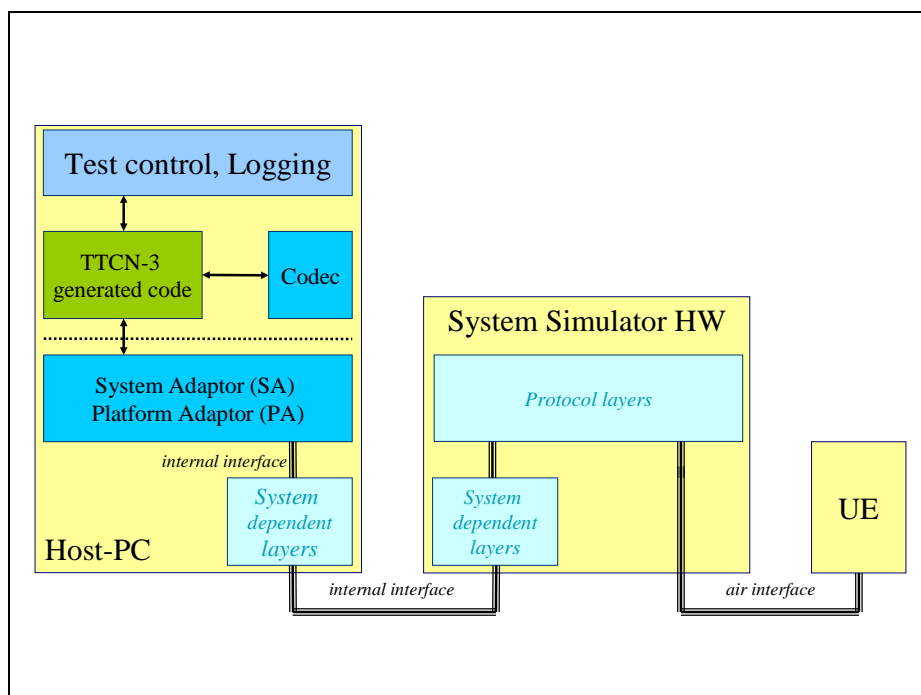 Test control, Logging
TTCN-3
generated code
Codec
System Adaptor (SA)
Platform Adaptor (PA)
internal interface
System
dependent
layers
Host-PC
internal interface
System Simulator HW
Protocol layers
System
dependent
layers
air interface
UE